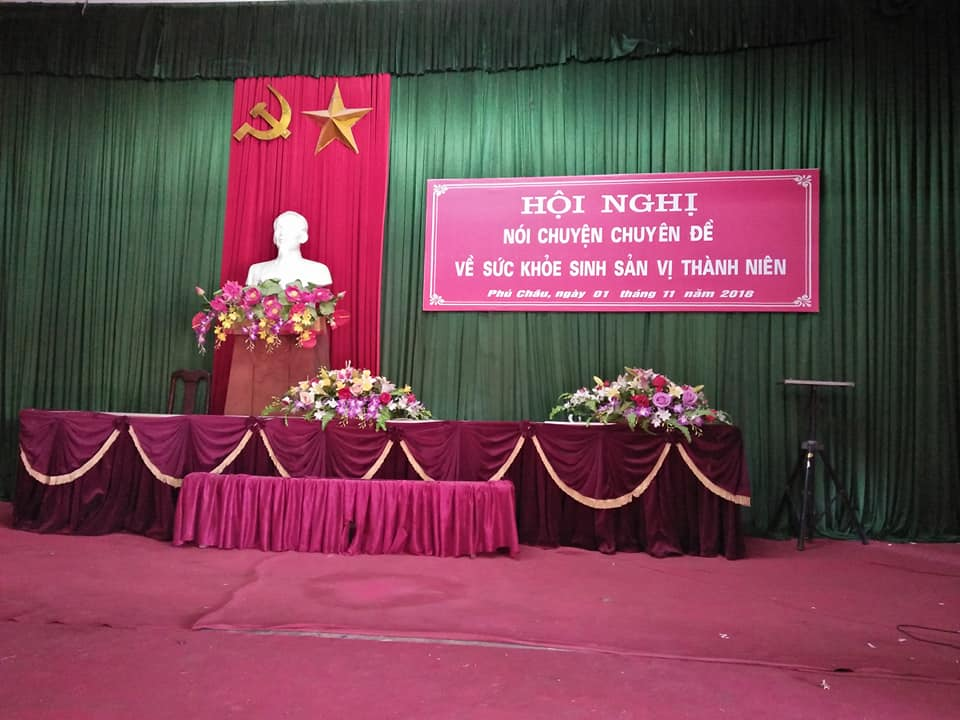 HỘI NGHỊ
NÓI CHUYỆN CHUYÊN ĐỀ
VỀ SỨC KHỎE SINH SẢN VỊ THÀNH NIÊN
Phú Châu, ngày 01 tháng 11 năm 2018